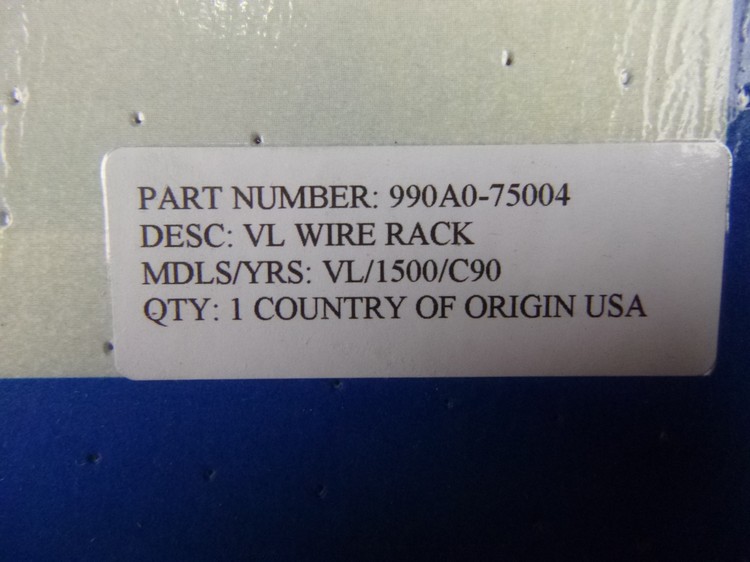 PART NUMBER: 990A0-75004
DESC: VL WIRE RACK
MDLS/YRS: VL/1500/C90
QTY: 1 COUNTRY OF ORIGIN USA